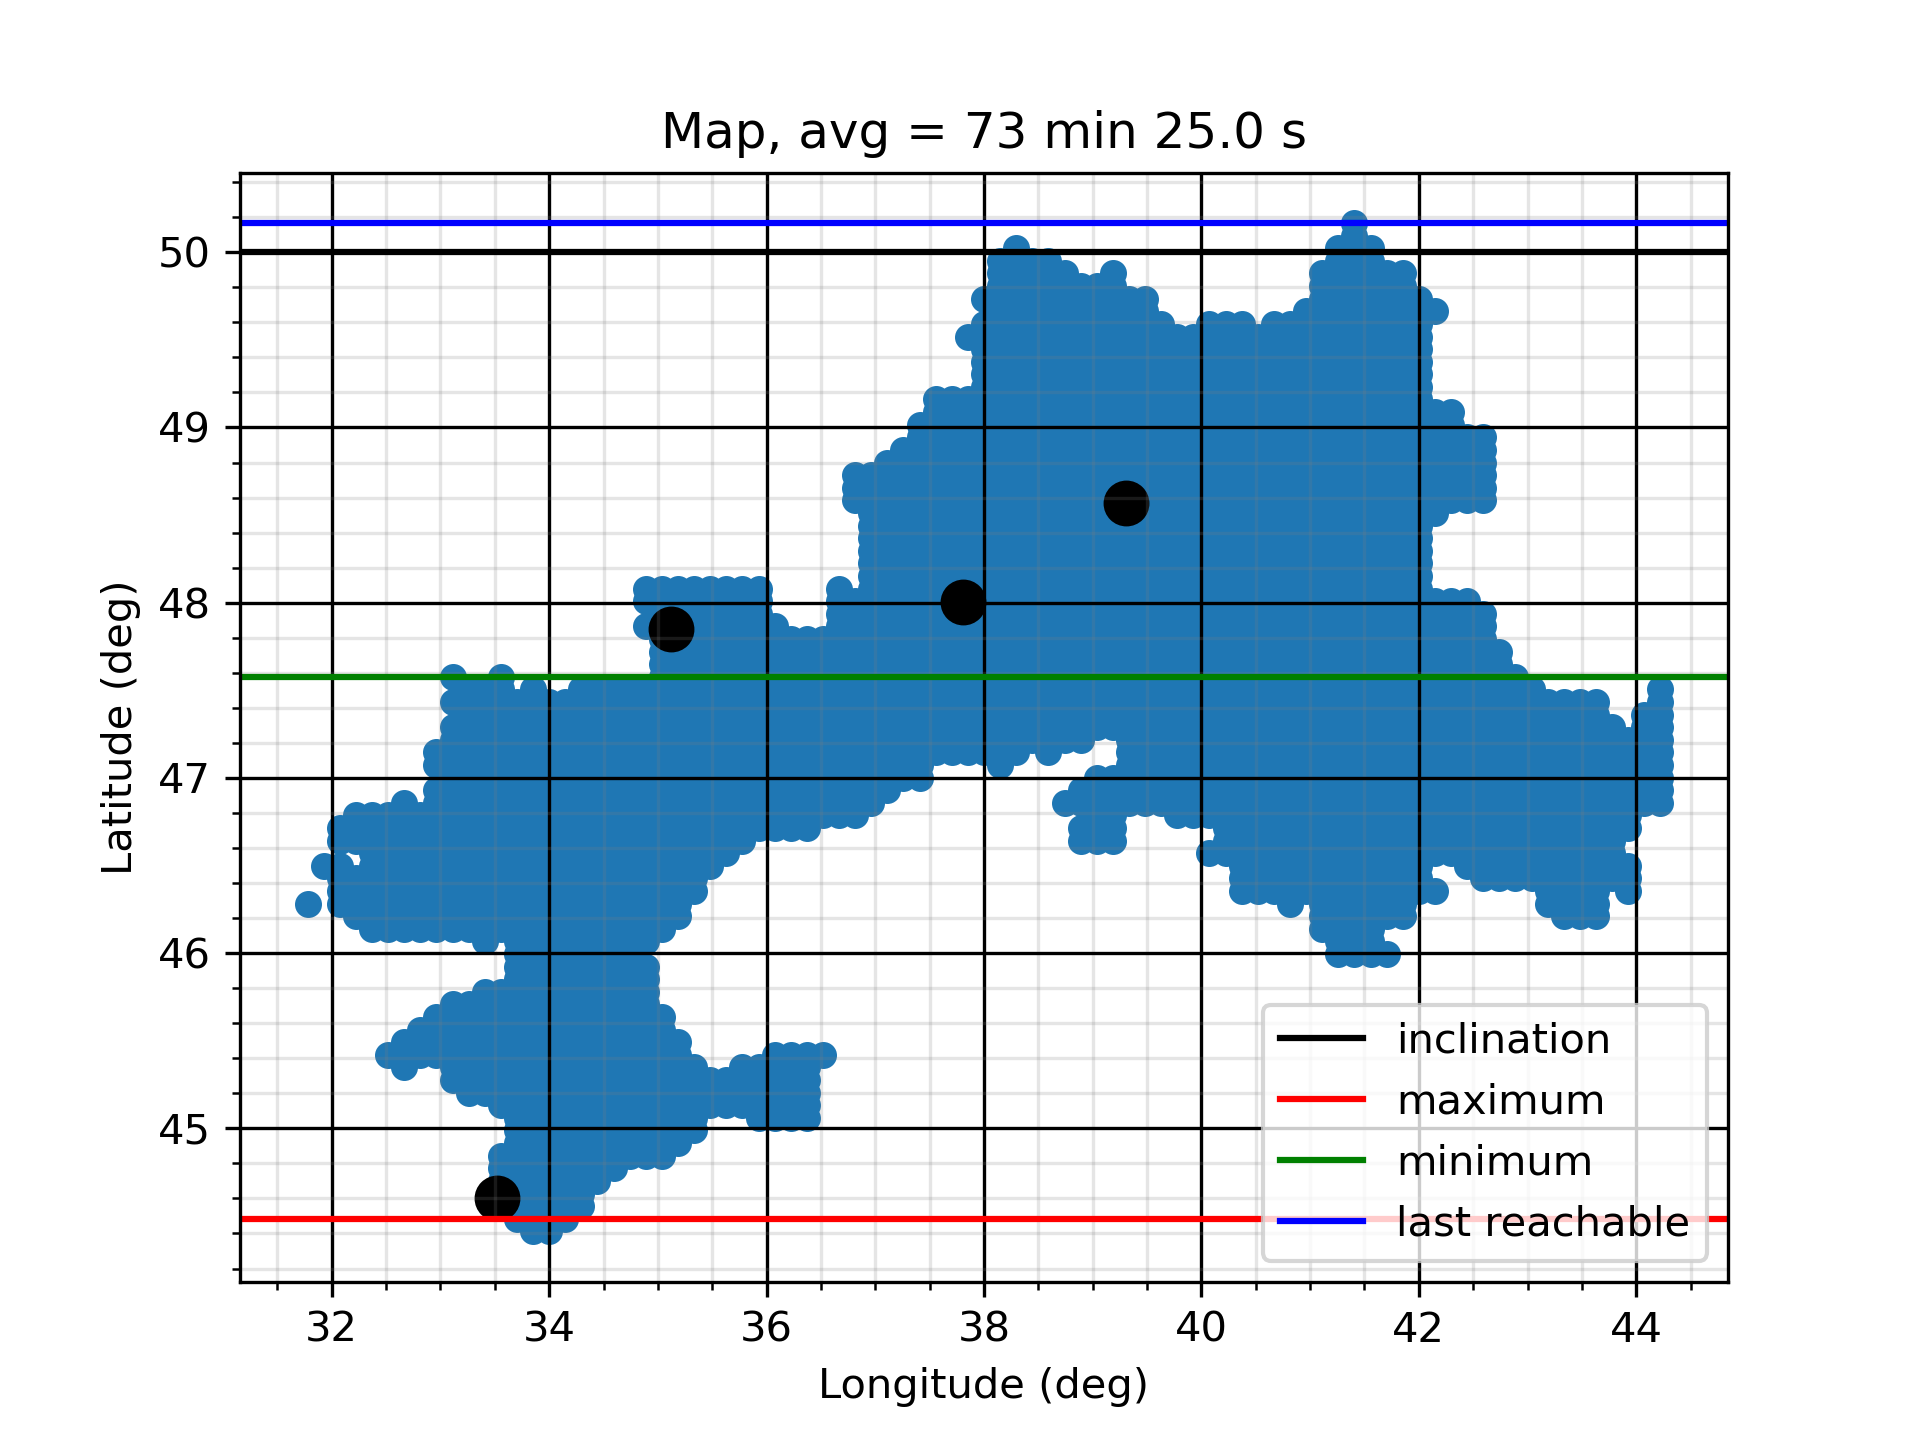 Map, avg = 73 min 25.0 s
Latitude (deg)
50
49
48
47
46
45
inclination
maximum
minimum
last reachable
32 34 36 38 40 42 44
Longitude (deg)